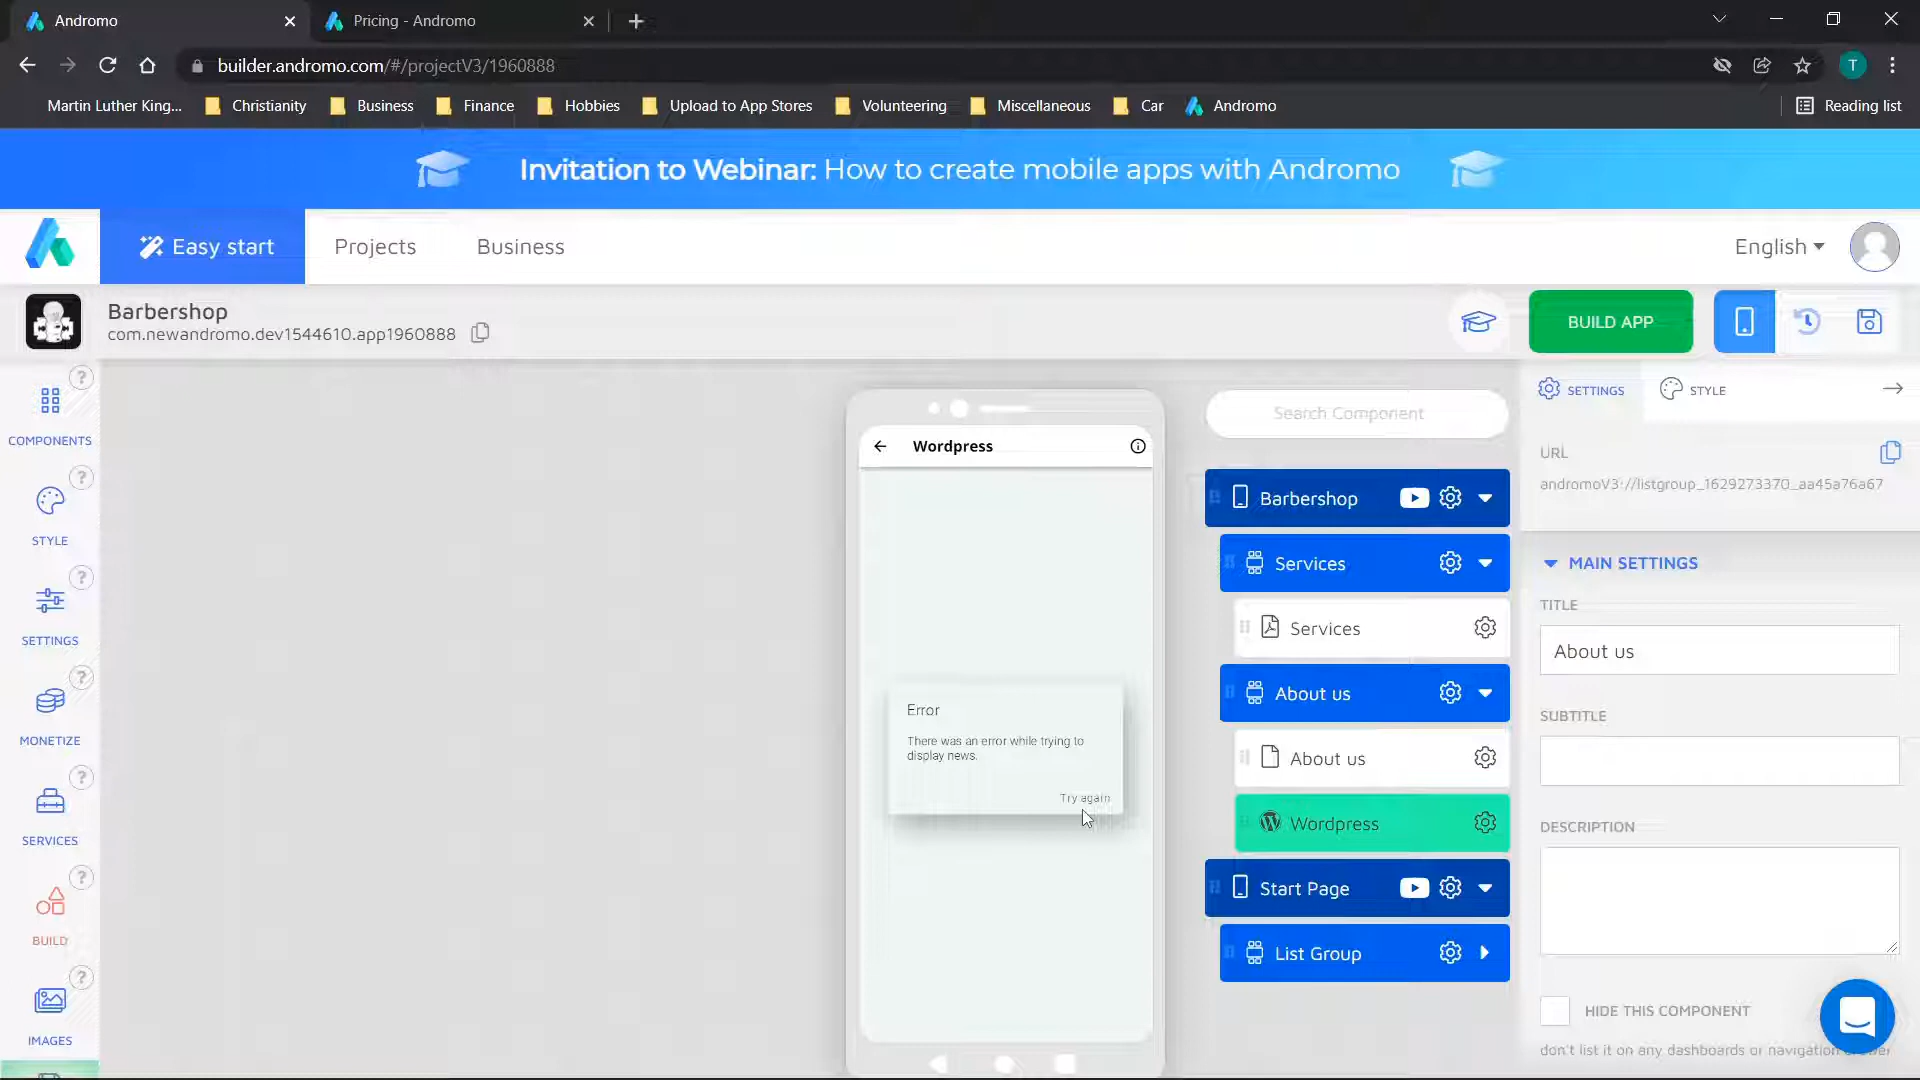 Andromo
Pricing - Andromo
builder.andromo.com/#/projectV3/1960888
T
Martin Luther King...
Christianity
Business
Finance
Hobbies
Upload to App Stores
Volunteering
Miscellaneous
Car
Andromo
Reading list
Invitation to Webinar: How to create mobile apps with Andromo
Easy start
Projects
Business
English
Barbershop
com.newandromo.dev1544610.app1960888
BUILD APP
?
COMPONENTS
?
STYLE
?
SETTINGS
?
MONETIZE
?
SERVICES
?
BUILD
?
IMAGES
Wordpress
Error
There was an error while trying to
display news.
Try again
Search Component
Barbershop
Services
Services
About us
About us
Wordpress
Start Page
List Group
SETTINGS
STYLE
URL
andromoV3://listgroup_1629273370_aa45a76a67
MAIN SETTINGS
TITLE
About us
SUBTITLE
DESCRIPTION
HIDE THIS COMPONENT
don't list it on any dashboards or navigation